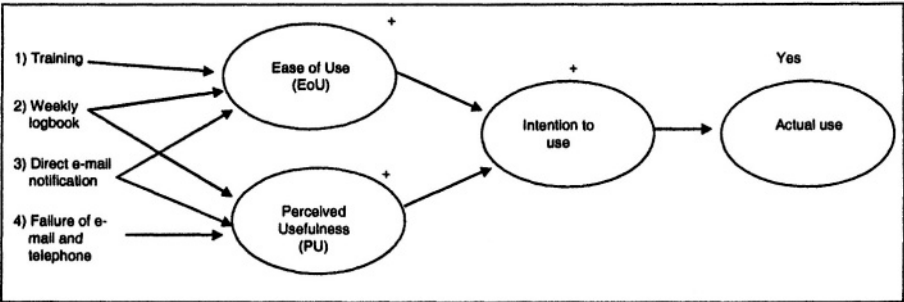 1) Training
2) Weekly
logbook
3) Direct e-mail
notification
4) Failure of e-
mail and
telephone
+
Ease of Use
(EoU)
+
Perceived
Usefulness
(PU)
+
Intention to
use
Yes
Actual use